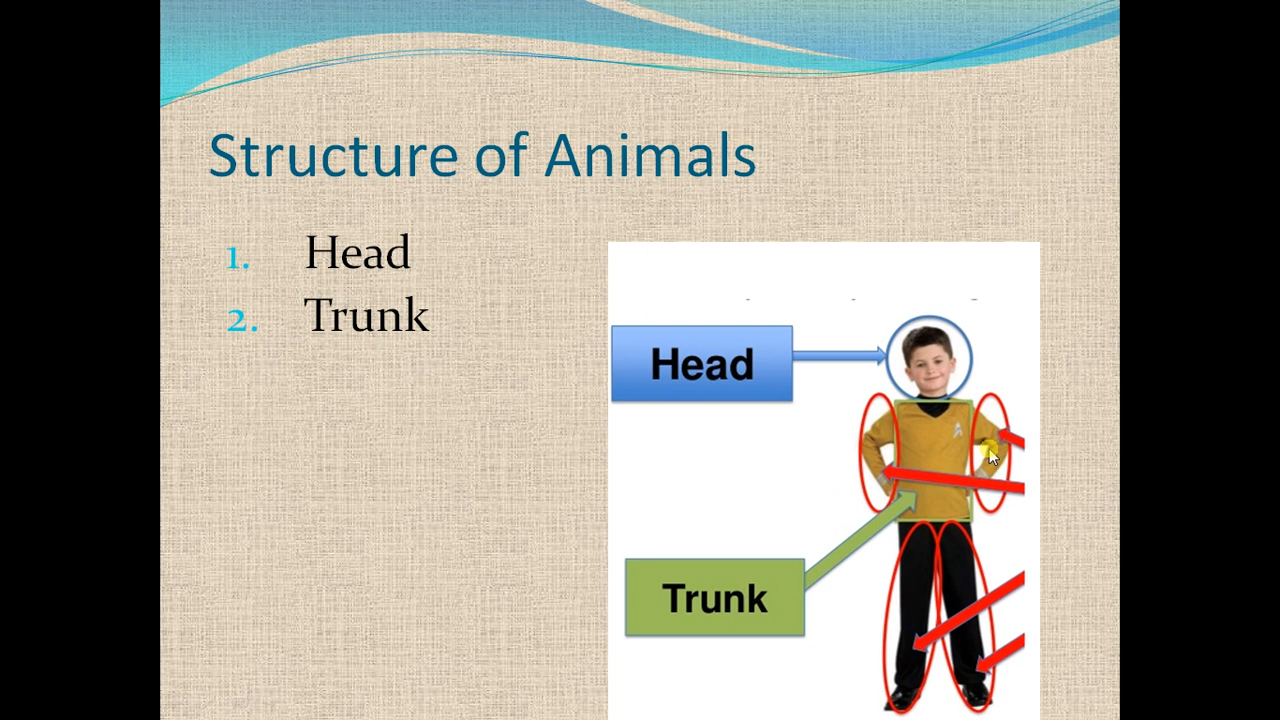 Structure of Animals
1. Head
2. Trunk
Head
Trunk